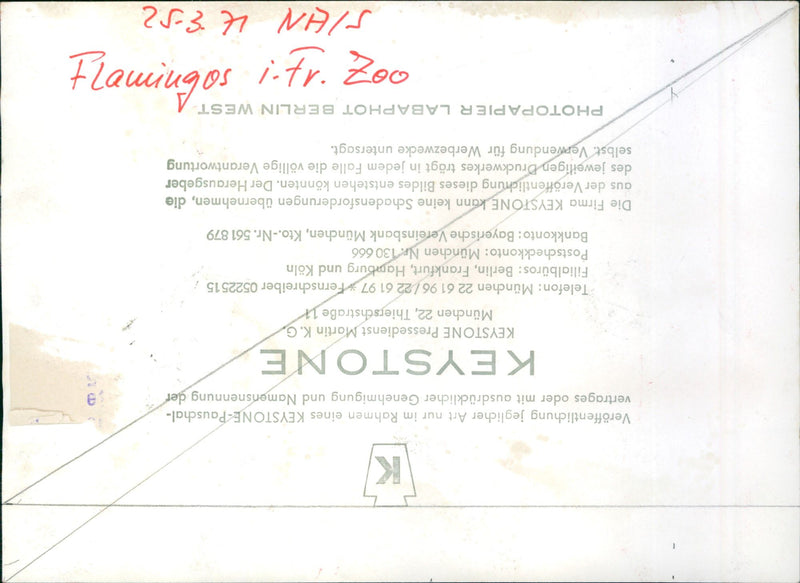 25.3.71 NA/S
Flamingos i. Fr. Zoo
PHOTOPAPIER LABAPHOT BERLIN WEST
K
Veröffentlichung jeglicher Art nur im Rahmen eines KEYSTONE-Pauschal-
vertrages oder mit ausdrücklicher Genehmigung und Namensnennung der
KEYSTONE
KEYSTONE Pressedienst Martin K.G.
München 22, Thierschstraße 11
Telefon: München 22 61 96 / 22 61 97 * Fernschreiber 0522515
Filialbüros: Berlin, Frankfurt, Hamburg und Köln
Postscheckkonto: München Nr. 130 666
Bankkonto: Bayerische Vereinsbank München, Kto.-Nr. 561 879
Die Firma KEYSTONE kann keine Schadensforderungen übernehmen, die
aus der Veröffentlichung dieses Bildes entstehen könnten. Der Herausgeber
des jeweiligen Druckwerkes trägt in jedem Falle die völlige Verantwortung
selbst. Verwendung für Werbezwecke untersagt.